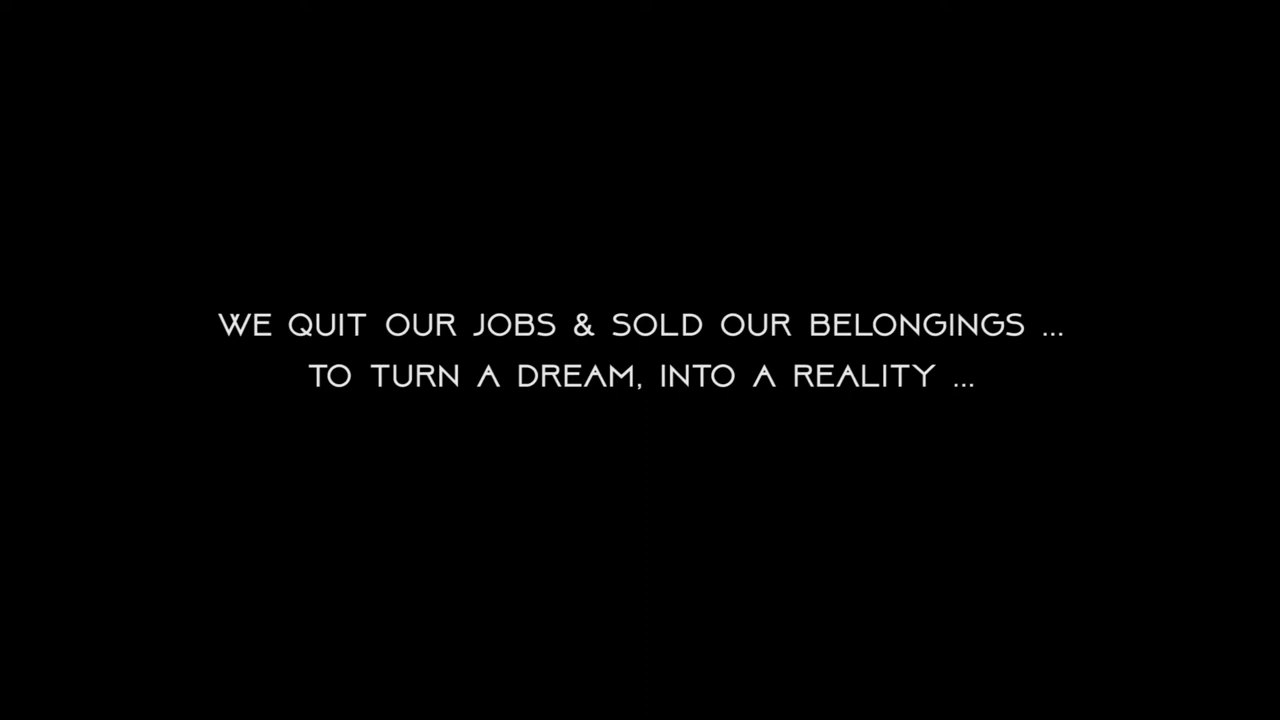 WE QUIT OUR JOBS & SOLD OUR BELONGINGS ...
TO TURN A DREAM, INTO A REALITY ...